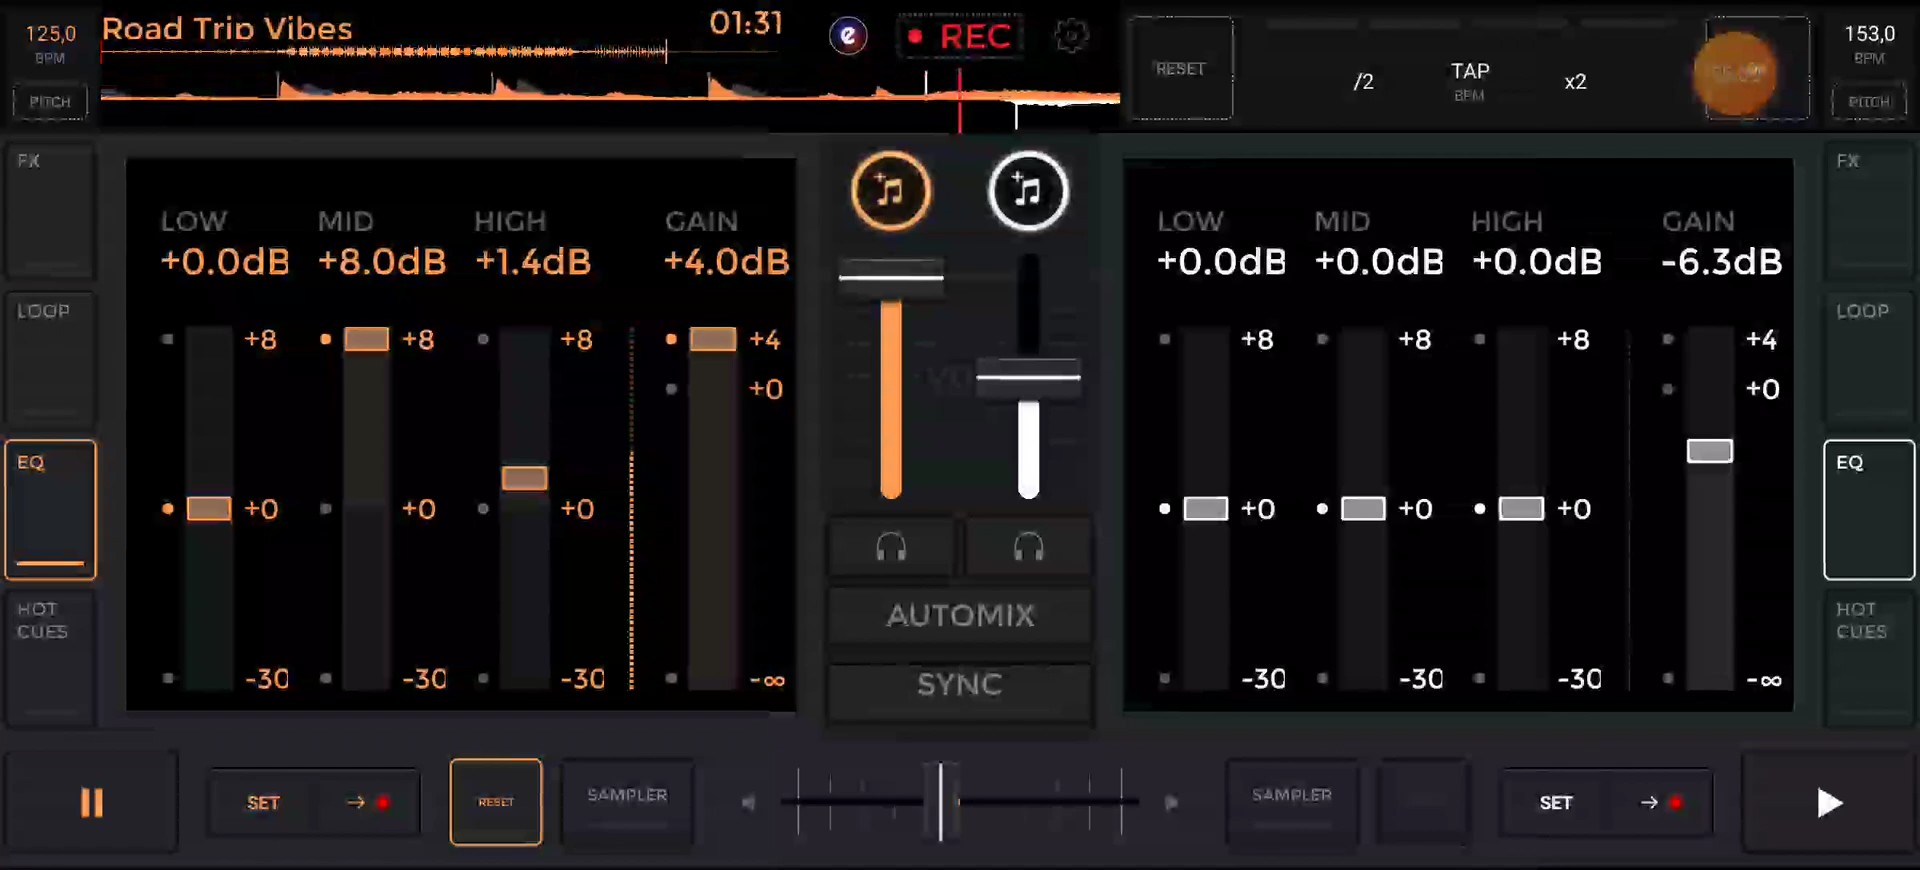 125,0
BPM
PITCH
Road Trip Vibes
01:31
e
REC
RESET
/2
TAP
BPM
x2
153,0
BPM
PITCH
FX
LOOP
EQ
HOT
CUES
LOW MID HIGH GAIN
+0.0dB +8.0dB +1.4dB +4.0dB
+8 +8 +8 +4
+0
+0 +0 +0
-30 -30 -30 -∞
AUTOMIX
SYNC
LOW MID HIGH GAIN
+0.0dB +0.0dB +0.0dB -6.3dB
+8 +8 +8 +4
+0
+0 +0 +0
-30 -30 -30 -∞
FX
LOOP
EQ
HOT
CUES
SET
RESET
SAMPLER
SAMPLER
SET